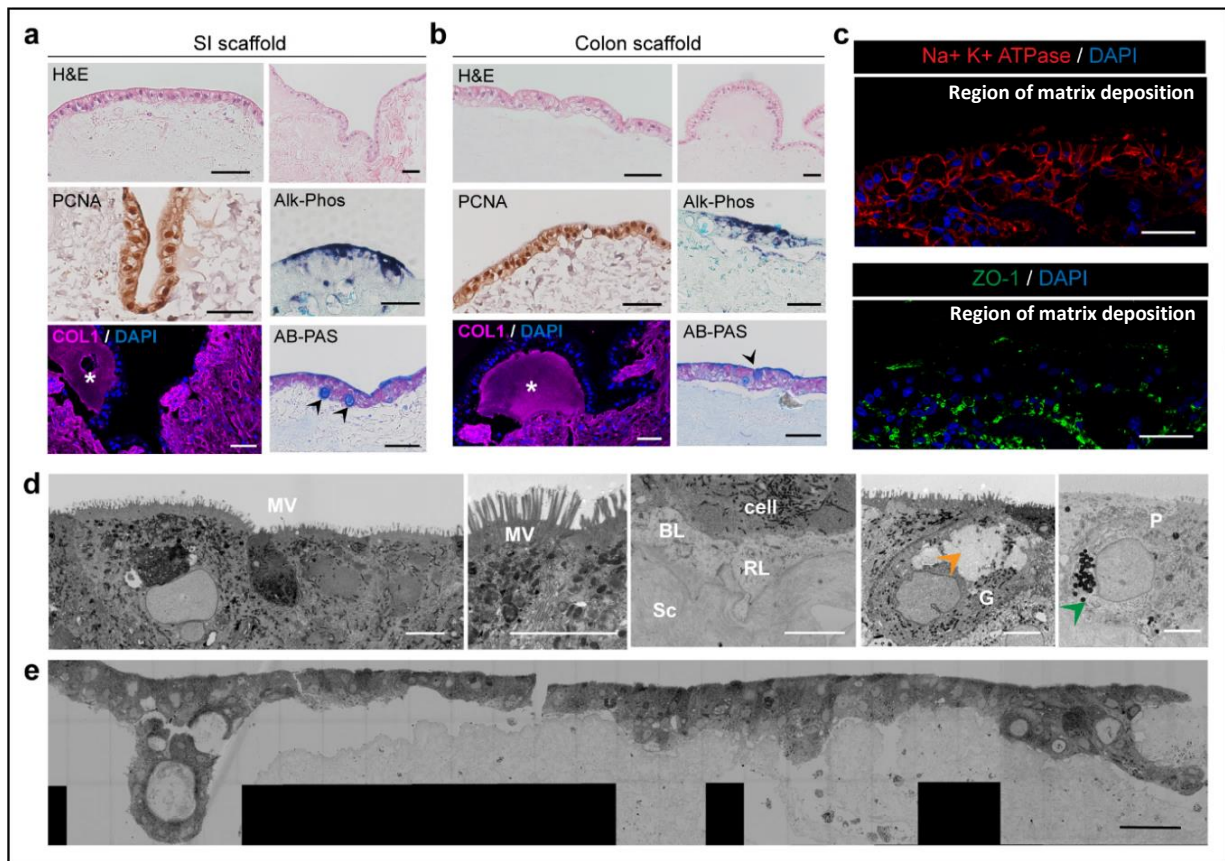 a
SI scaffold
H&E
PCNA
Alk-Phos
COL1 / DAPI
*
AB-PAS
b
Colon scaffold
H&E
PCNA
Alk-Phos
COL1 / DAPI
*
AB-PAS
c
Na+ K+ ATPase / DAPI
Region of matrix deposition
ZO-1 / DAPI
Region of matrix deposition
d
MV
MV
cell
BL
RL
Sc
G
P
e